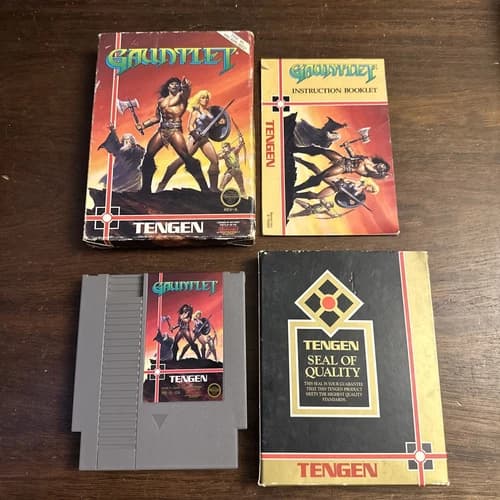 GAUNTLET
REV-A
TENGEN
GAUNTLET
INSTRUCTION BOOKLET
TENGEN
GAUNTLET
TENGEN
TENGEN
SEAL OF
QUALITY
THIS SEAL IS YOUR GUARANTEE
THAT THIS TENGEN PRODUCT
MEETS THE HIGHEST QUALITY
STANDARDS.
TENGEN